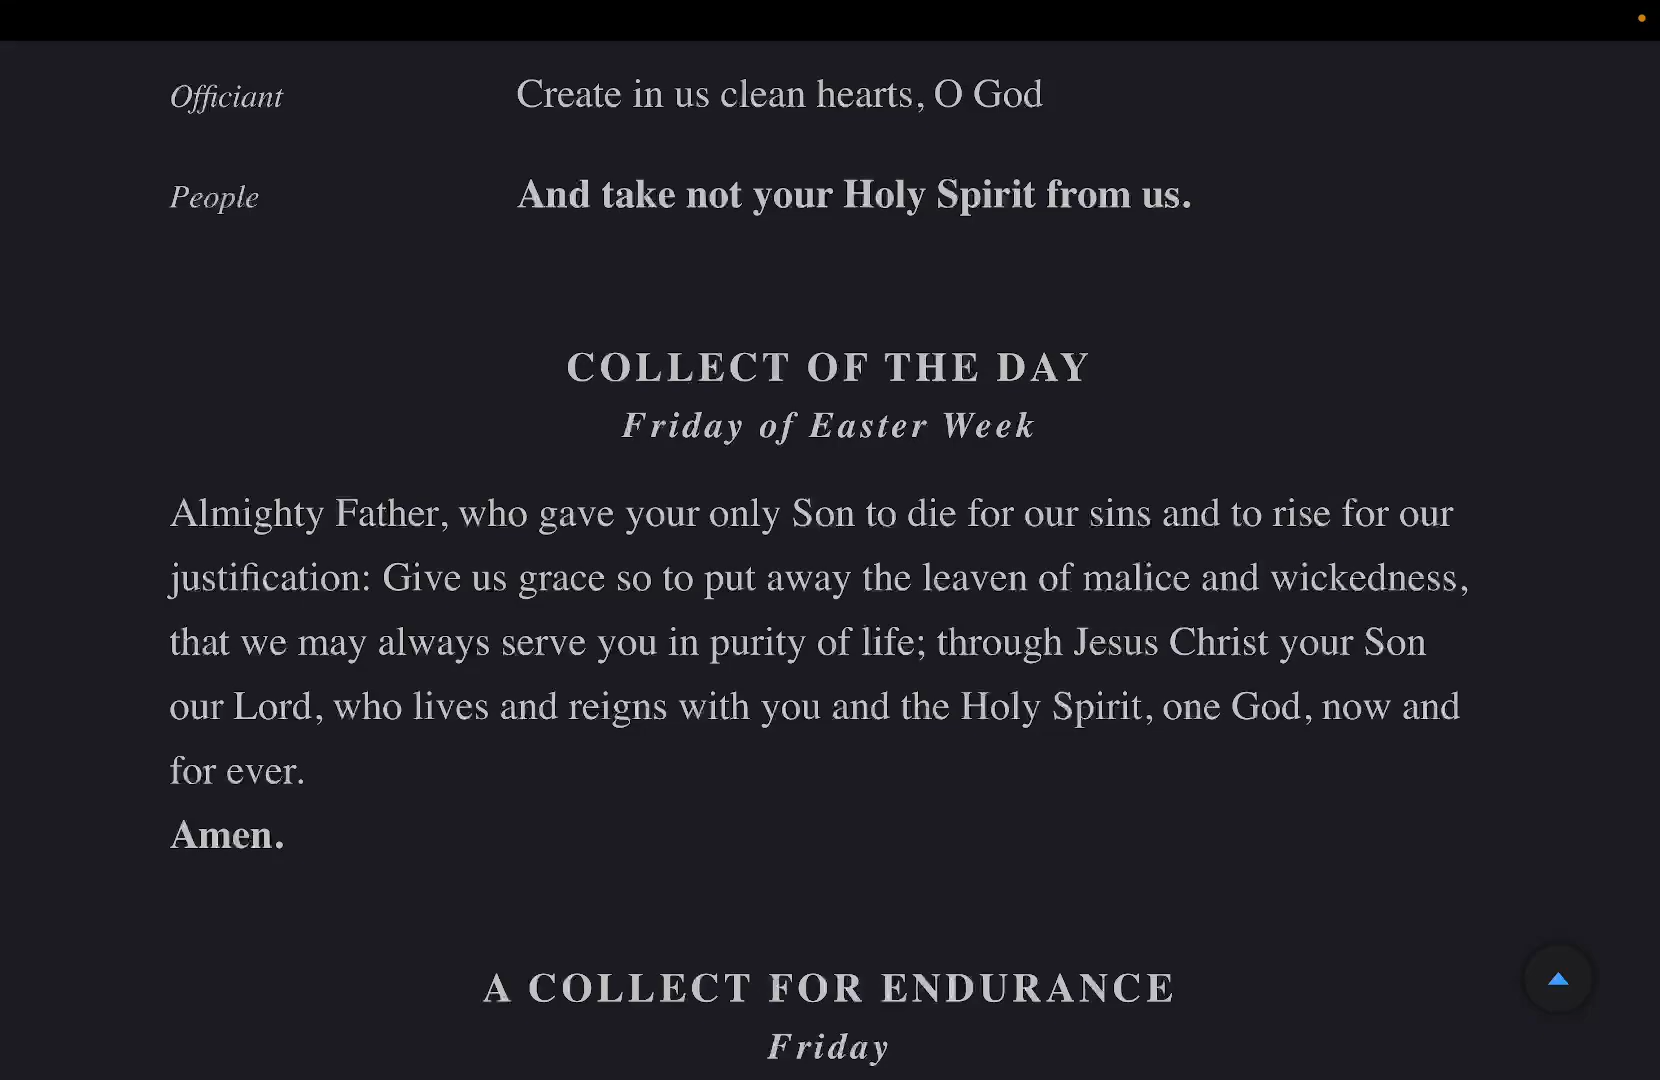 Officiant Create in us clean hearts, O God
People And take not your Holy Spirit from us.
COLLECT OF THE DAY
Friday of Easter Week
Almighty Father, who gave your only Son to die for our sins and to rise for our
justification: Give us grace so to put away the leaven of malice and wickedness,
that we may always serve you in purity of life; through Jesus Christ your Son
our Lord, who lives and reigns with you and the Holy Spirit, one God, now and
for ever.
Amen.
A COLLECT FOR ENDURANCE
Friday